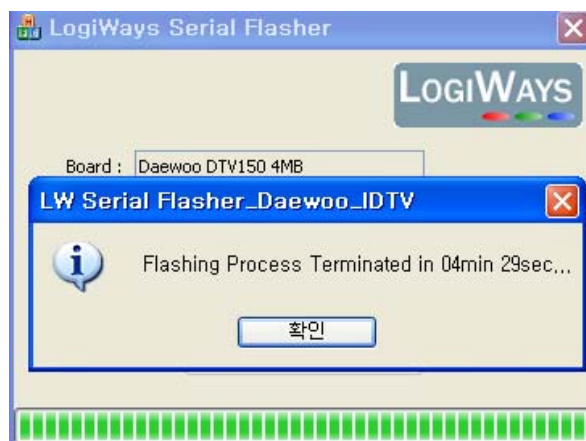 LogiWays Serial Flasher
LOGIWAYS
Board : Daewoo DTV150 4MB
LW Serial Flasher_Daewoo_IDTV
Flashing Process Terminated in 04min 29sec,,,
확인